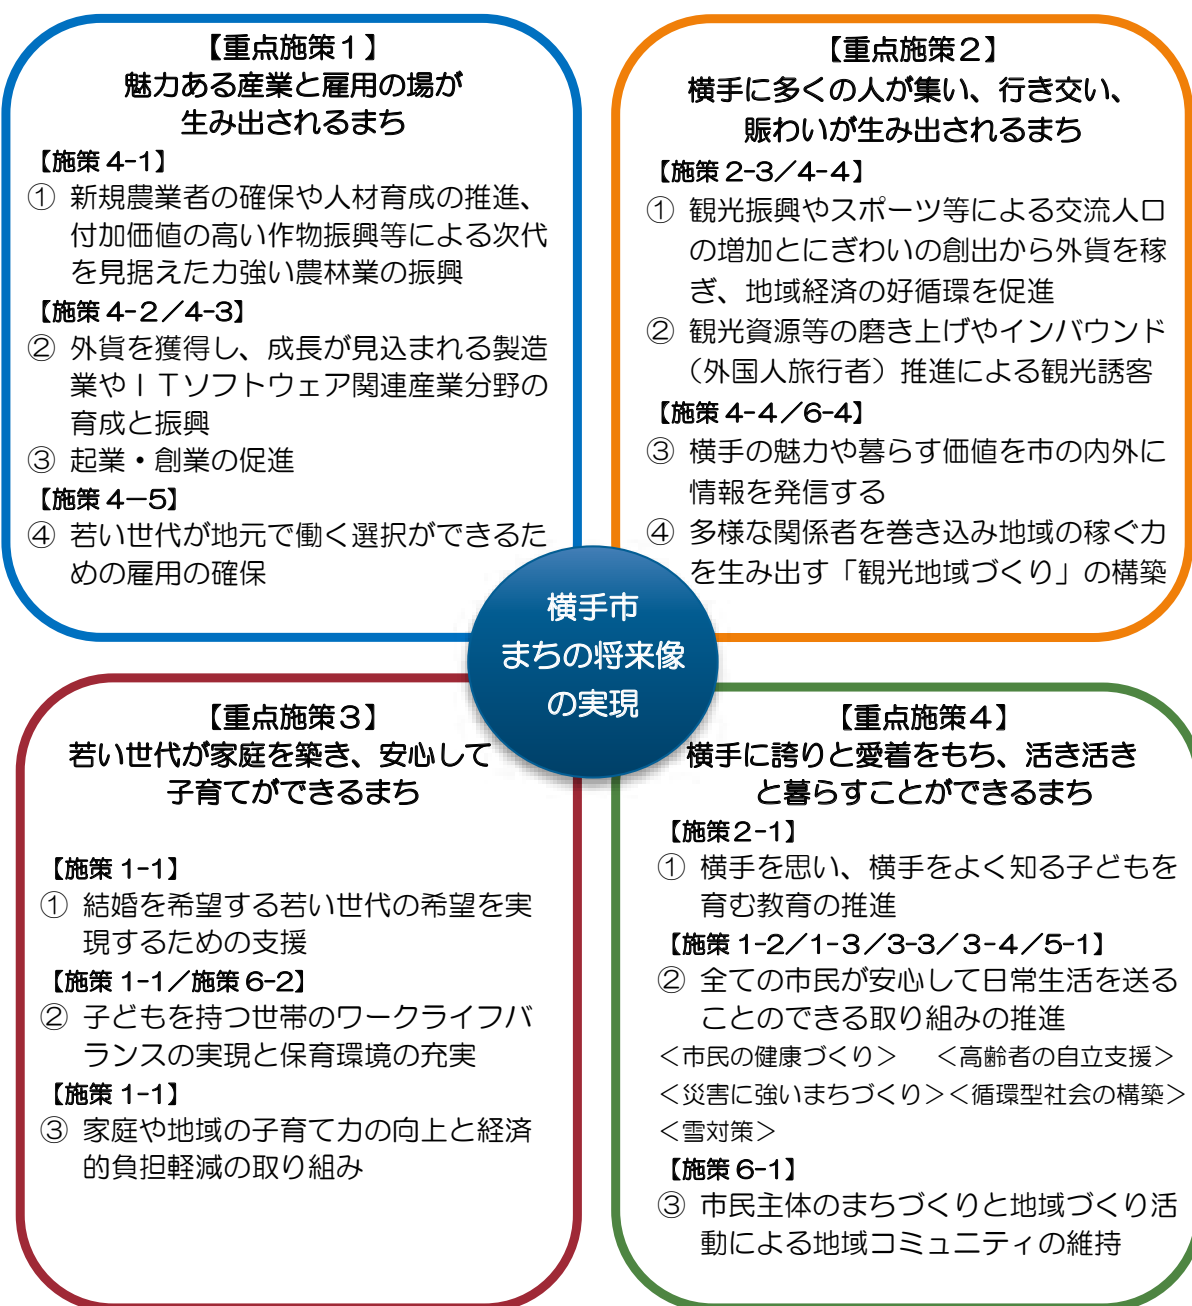 【重点施策1】
魅力ある産業と雇用の場が
生み出されるまち
【施策 4-1】
① 新規農業者の確保や人材育成の推進、
付加価値の高い作物振興等による次代
を見据えた力強い農林業の振興
【施策 4-2/4-3】
② 外貨を獲得し、成長が見込まれる製造
業やITソフトウェア関連産業分野の
育成と振興
③ 起業・創業の促進
【施策 4-5】
④ 若い世代が地元で働く選択ができるた
めの雇用の確保
【重点施策2】
横手に多くの人が集い、行き交い、
賑わいが生み出されるまち
【施策 2-3/4-4】
① 観光振興やスポーツ等による交流人口
の増加とにぎわいの創出から外貨を稼
ぎ、地域経済の好循環を促進
② 観光資源等の磨き上げやインバウンド
(外国人旅行者)推進による観光誘客
【施策 4-4/6-4】
③ 横手の魅力や暮らす価値を市の内外に
情報を発信する
④ 多様な関係者を巻き込み地域の稼ぐ力
を生み出す「観光地域づくり」の構築
横手市
まちの将来像
の実現
【重点施策3】
若い世代が家庭を築き、安心して
子育てができるまち
【施策 1-1】
① 結婚を希望する若い世代の希望を実
現するための支援
【施策 1-1/施策 6-2】
② 子どもを持つ世帯のワークライフバ
ランスの実現と保育環境の充実
【施策 1-1】
③ 家庭や地域の子育て力の向上と経済
的負担軽減の取り組み
【重点施策4】
横手に誇りと愛着をもち、活き活き
と暮らすことができるまち
【施策2-1】
① 横手を思い、横手をよく知る子どもを
育む教育の推進
【施策 1-2/1-3/3-3/3-4/5-1】
② 全ての市民が安心して日常生活を送る
ことのできる取り組みの推進
<市民の健康づくり> <高齢者の自立支援>
<災害に強いまちづくり><循環型社会の構築>
<雪対策>
【施策 6-1】
③ 市民主体のまちづくりと地域づくり活
動による地域コミュニティの維持